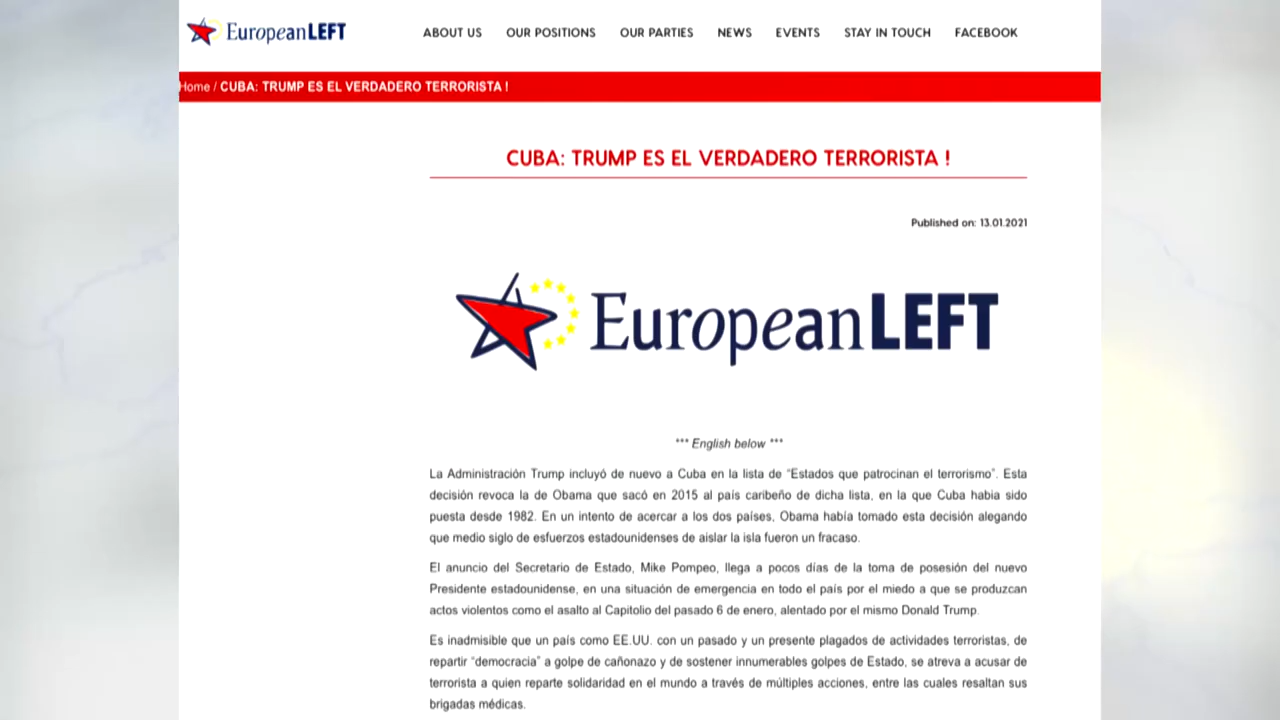 EuropeanLEFT
ABOUT US OUR POSITIONS OUR PARTIES NEWS EVENTS STAY IN TOUCH FACEBOOK
Home / CUBA: TRUMP ES EL VERDADERO TERRORISTA !
CUBA: TRUMP ES EL VERDADERO TERRORISTA !
Published on: 13.01.2021
EuropeanLEFT
*** English below ***
La Administración Trump incluyó de nuevo a Cuba en la lista de “Estados que patrocinan el terrorismo”. Esta
decisión revoca la de Obama que sacó en 2015 al país caribeño de dicha lista, en la que Cuba habia sido
puesta desde 1982. En un intento de acercar a los dos países, Obama había tomado esta decisión alegando
que medio siglo de esfuerzos estadounidenses de aislar la isla fueron un fracaso.
El anuncio del Secretario de Estado, Mike Pompeo, llega a pocos días de la toma de posesión del nuevo
Presidente estadounidense, en una situación de emergencia en todo el país por el miedo a que se produzcan
actos violentos como el asalto al Capitolio del pasado 6 de enero, alentado por el mismo Donald Trump.
Es inadmisible que un país como EE.UU. con un pasado y un presente plagados de actividades terroristas, de
repartir “democracia” a golpe de cañonazo y de sostener innumerables golpes de Estado, se atreva a acusar de
terrorista a quien reparte solidaridad en el mundo a través de múltiples acciones, entre las cuales resaltan sus
brigadas médicas.